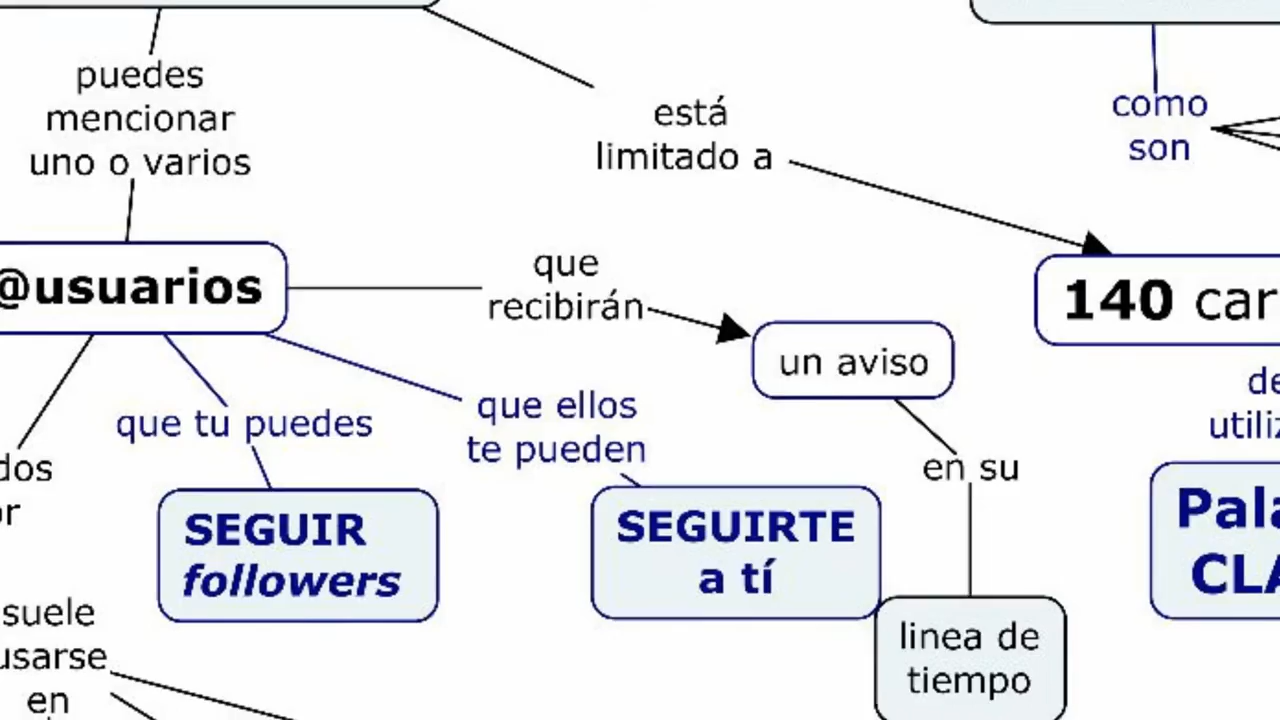 puedes
mencionar
uno o varios
está
limitado a
como
son
@usuarios
que
recibirán
140 car
un aviso
que tu puedes
que ellos
te pueden
en su
SEGUIR
followers
SEGUIRTE
a tí
linea de
tiempo
suele
usarse
en